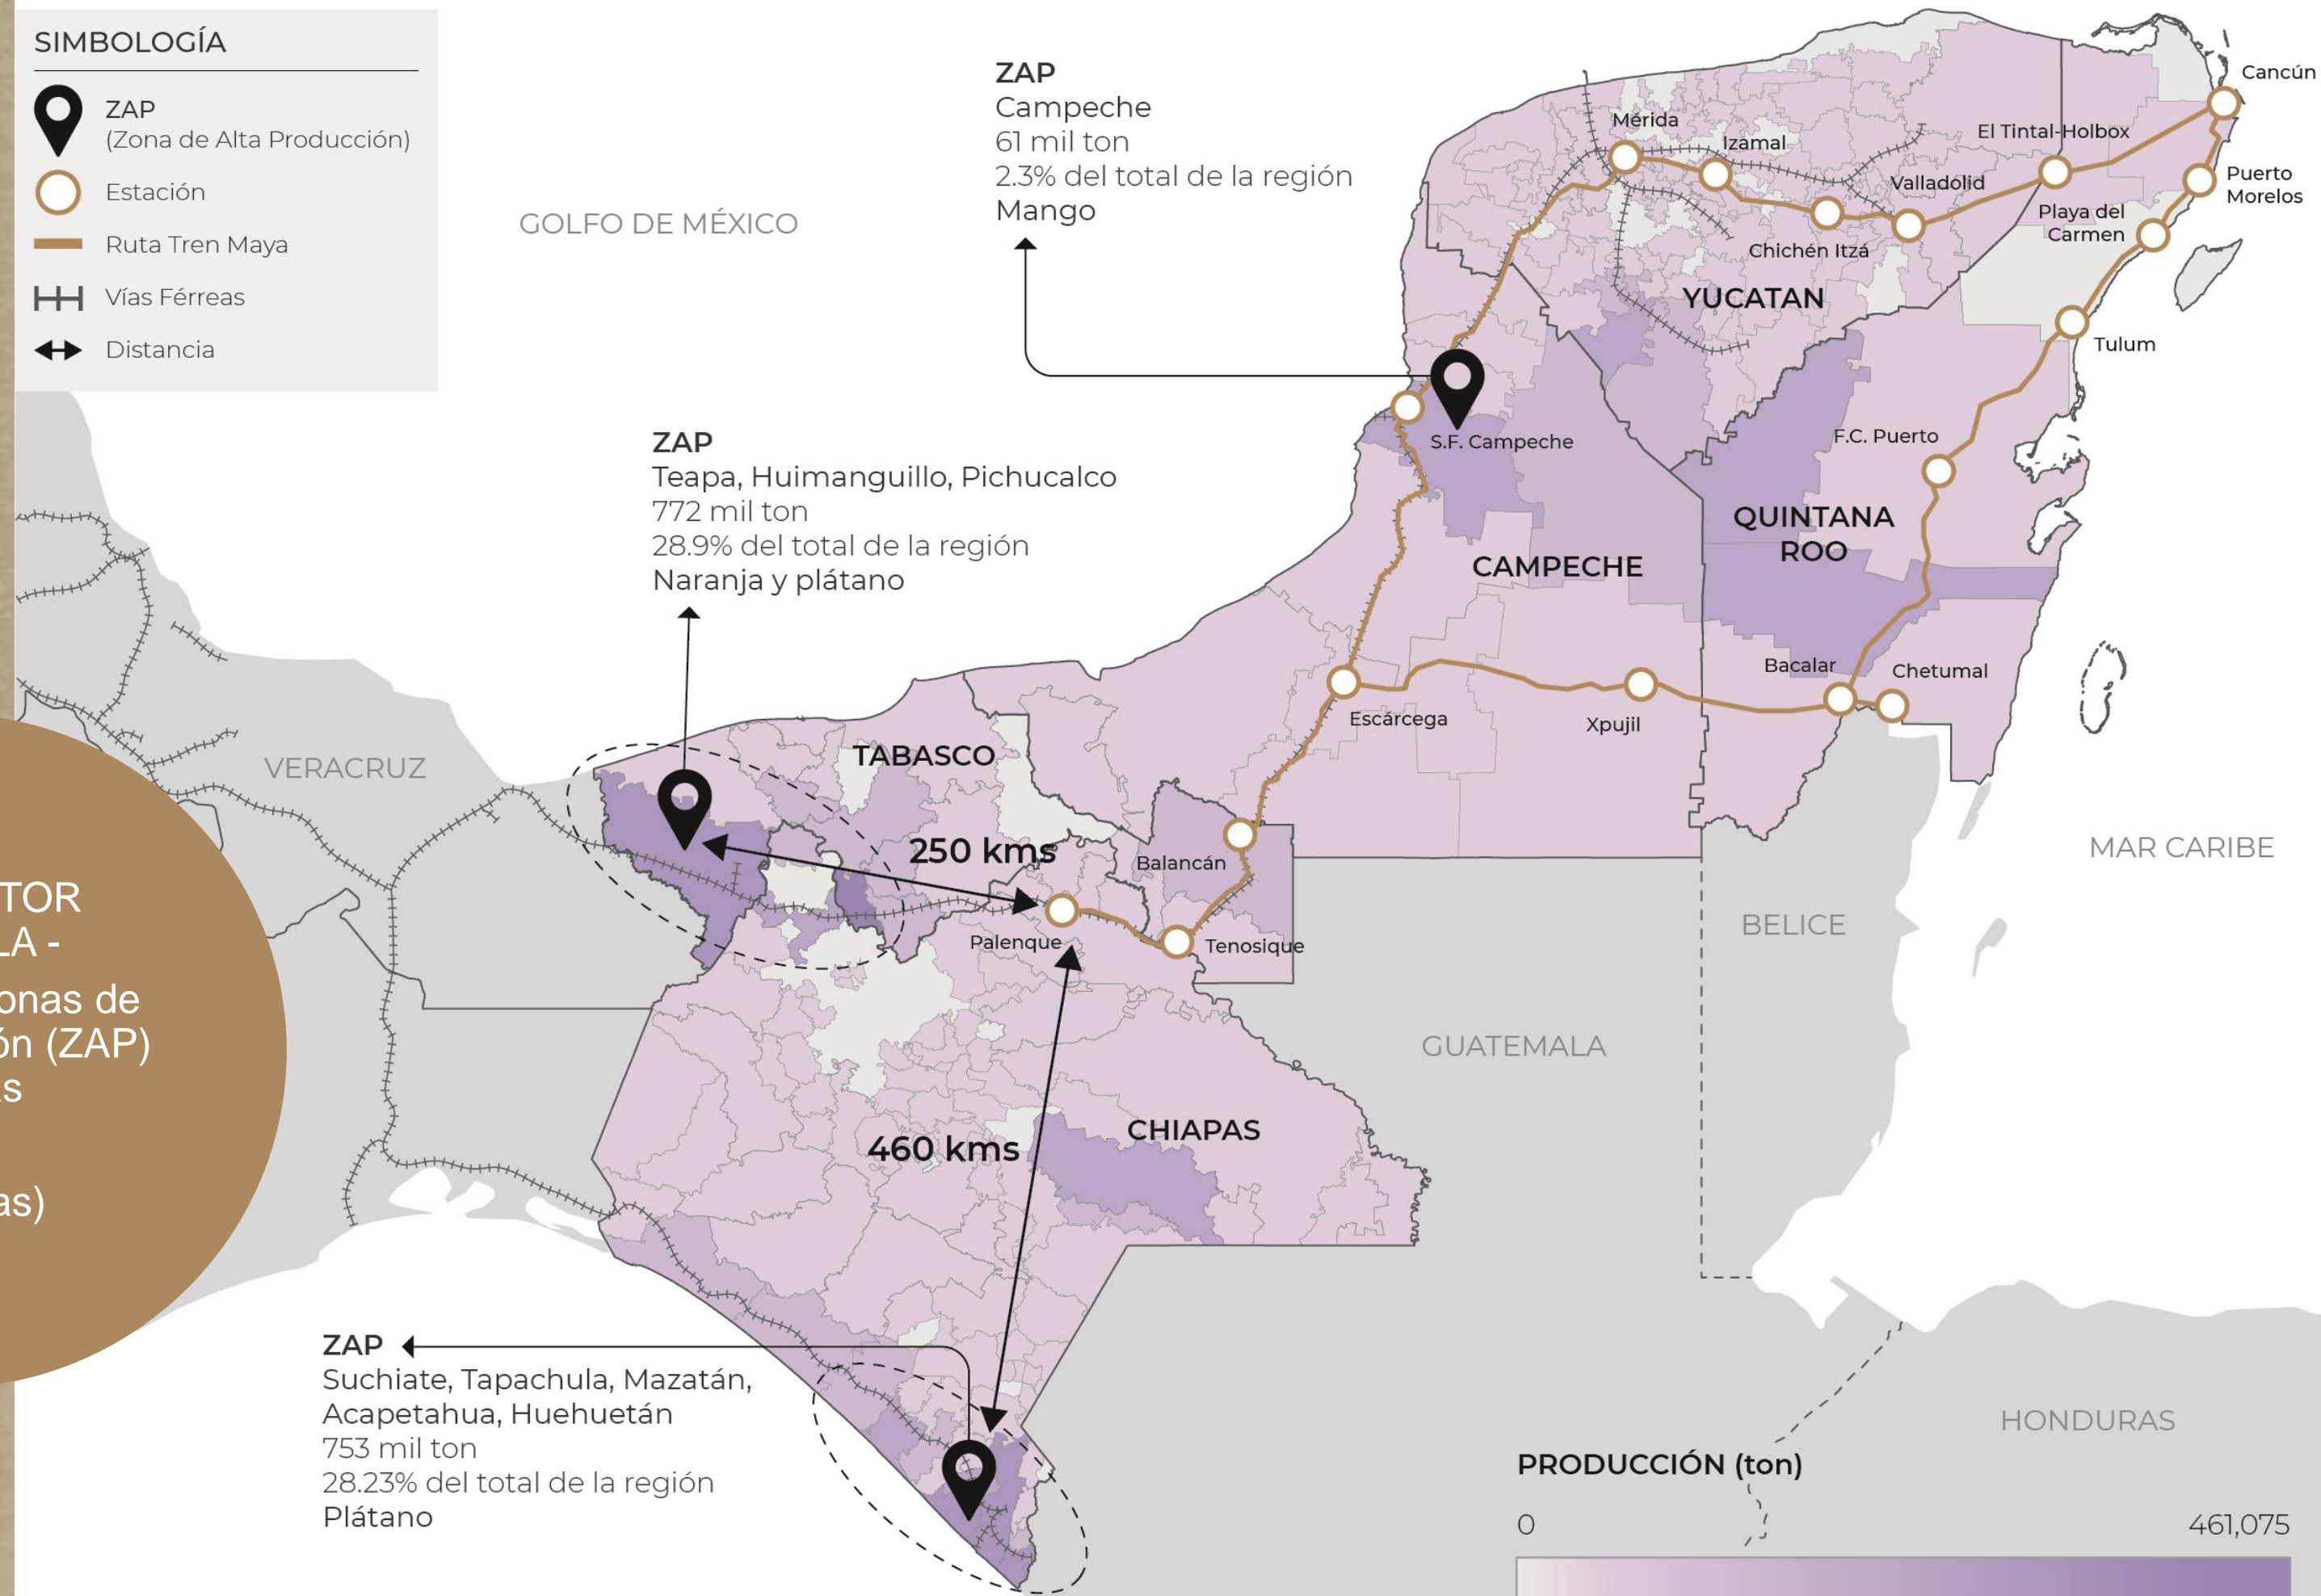 SIMBOLOGÍA
ZAP
(Zona de Alta Producción)
Estación
Ruta Tren Maya
Vías Férreas
Distancia
GOLFO DE MÉXICO
ZAP
Campeche
61 mil ton
2.3% del total de la región
Mango
ZAP
Teapa, Huimanguillo, Pichucalco
772 mil ton
28.9% del total de la región
Naranja y plátano
Cancún
Mérida
Izamal
El Tintal-Holbox
Valladolid
Puerto
Morelos
Playa del
Carmen
Chichén Itzá
YUCATAN
Tulum
S.F. Campeche
F.C. Puerto
QUINTANA
ROO
CAMPECHE
Bacalar
Chetumal
Escárcega
Xpujil
VERACRUZ
TABASCO
250 kms
Balancán
Palenque
Tenosique
MAR CARIBE
BELICE
GUATEMALA
CHIAPAS
460 kms
HONDURAS
TOR
LA -
onas de
ón (ZAP)
as
as)
ZAP
Suchiate, Tapachula, Mazatán,
Acapetahua, Huehuetán
753 mil ton
28.23% del total de la región
Plátano
PRODUCCIÓN (ton)
0
461,075